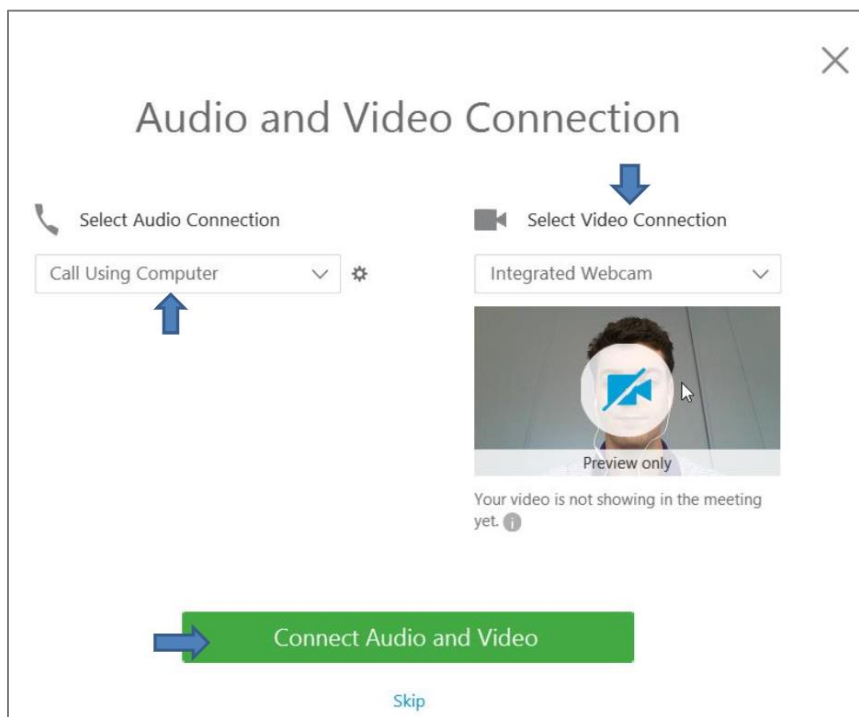 Audio and Video Connection
Select Audio Connection
Call Using Computer
Select Video Connection
Integrated Webcam
Preview only
Your video is not showing in the meeting
yet.
Connect Audio and Video
Skip